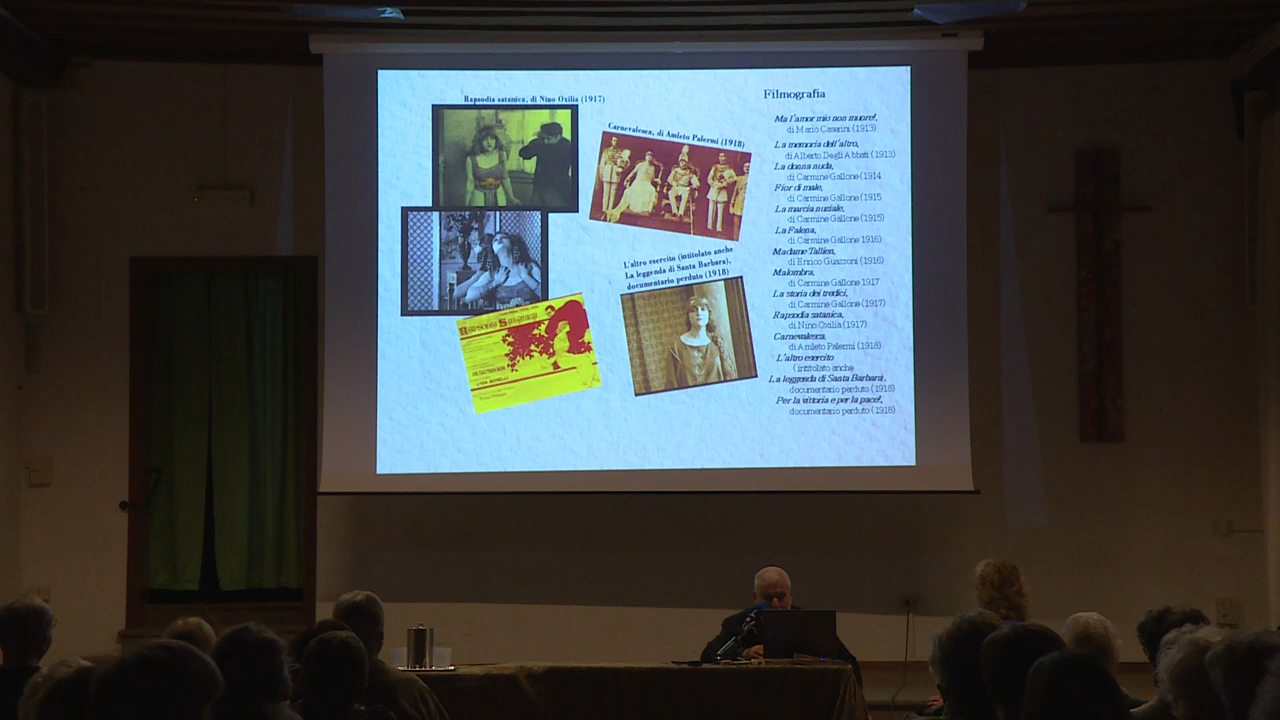 Rapsodia satanica, di Nino Oxilia (1917)
Carnevalesca, di Amleto Palermi (1918)
L'altro esercito (intitolato anche
La leggenda di Santa Barbara),
documentario perduto (1918)
Rapsodia Satanica
LYDA BORELLI
Filmografia
Ma l'amor mio non muore!,
di Mario Caserini (1913)
La memoria dell'altro,
di Alberto Degli Abbati (1913)
La donna nuda,
di Carmine Gallone (1914
Fior di male,
di Carmine Gallone (1915
La marcia nuziale,
di Carmine Gallone (1915)
La Falena,
di Carmine Gallone 1916)
Madame Tallien,
di Enrico Guazzoni (1916)
Malombra,
di Carmine Gallone 1917
La storia dei tredici,
di Carmine Gallone (1917)
Rapsodia satanica,
di Nino Oxilia (1917)
Carnevalesca,
di Amleto Palermi (1918)
L'altro esercito
(intitolato anche
La leggenda di Santa Barbara),
documentario perduto (1918)
Per la vittoria e per la pace!,
documentario perduto (1918)